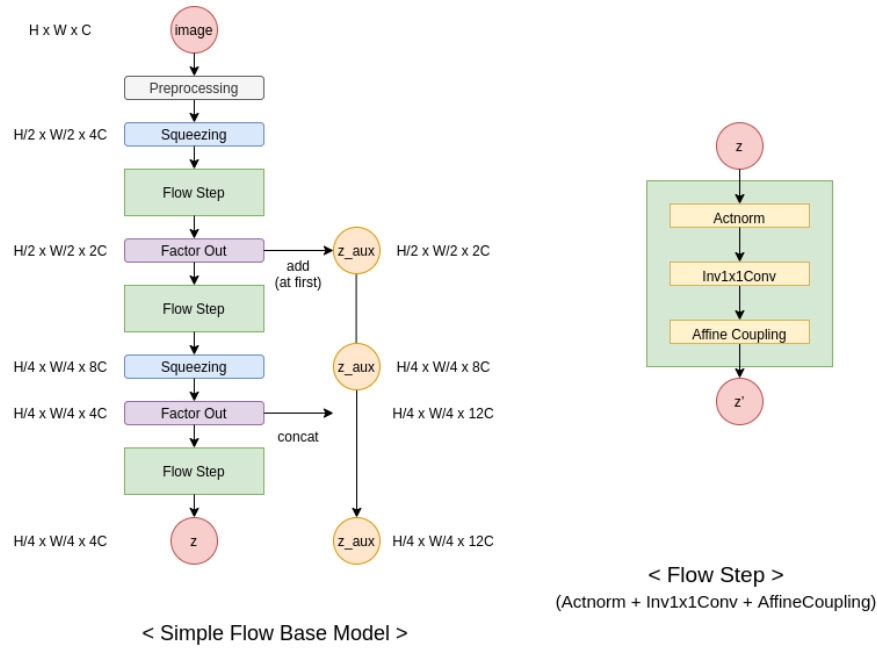 H x W x C
image
Preprocessing
H/2 x W/2 x 4C
Squeezing
Flow Step
H/2 x W/2 x 2C
Factor Out
add
(at first)
z_aux
H/2 x W/2 x 2C
Flow Step
H/4 x W/4 x 8C
Squeezing
z_aux
H/4 x W/4 x 8C
H/4 x W/4 x 4C
Factor Out
concat
H/4 x W/4 x 12C
Flow Step
H/4 x W/4 x 4C
z
z_aux
H/4 x W/4 x 12C
< Simple Flow Base Model >
z
Actnorm
Inv1x1Conv
Affine Coupling
z'
< Flow Step >
(Actnorm + Inv1x1Conv + AffineCoupling)